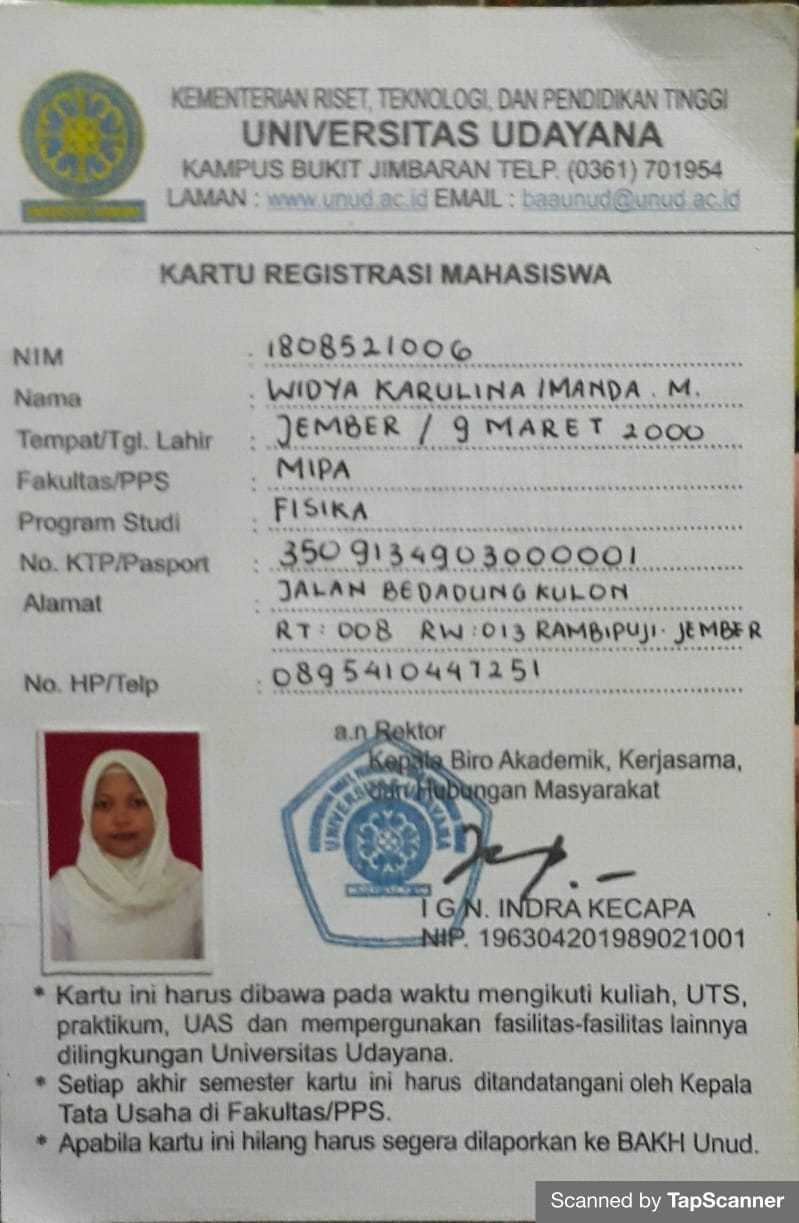 KEMENTERIAN RISET, TEKNOLOGI, DAN PENDIDIKAN TINGGI
UNIVERSITAS UDAYANA
KAMPUS BUKIT JIMBARAN TELP. (0361) 701954
LAMAN : www.unud.ac.id EMAIL : baaunud@unud.ac.id
KARTU REGISTRASI MAHASISWA
NIM : 1808521006
Nama : WIDYA KARULINA IMANDA . M.
Tempat/Tgl. Lahir : JEMBER / 9 MARET 2000
Fakultas/PPS : MIPA
Program Studi : FISIKA
No. KTP/Pasport : 3509134903000001
Alamat : JALAN BEDADUNG KULON
RT : 008 RW : 013 RAMBIPUJI - JEMBER
No. HP/Telp : 0895410447251
a.n Rektor
Kepala Biro Akademik, Kerjasama,
dan Hubungan Masyarakat
UNIVERSITAS UDAYANA
I G.N. INDRA KECAPA
NIP. 196304201989021001
* Kartu ini harus dibawa pada waktu mengikuti kuliah, UTS,
praktikum, UAS dan mempergunakan fasilitas-fasilitas lainnya
dilingkungan Universitas Udayana.
* Setiap akhir semester kartu ini harus ditandatangani oleh Kepala
Tata Usaha di Fakultas/PPS.
* Apabila kartu ini hilang harus segera dilaporkan ke BAKH Unud.
Scanned by TapScanner